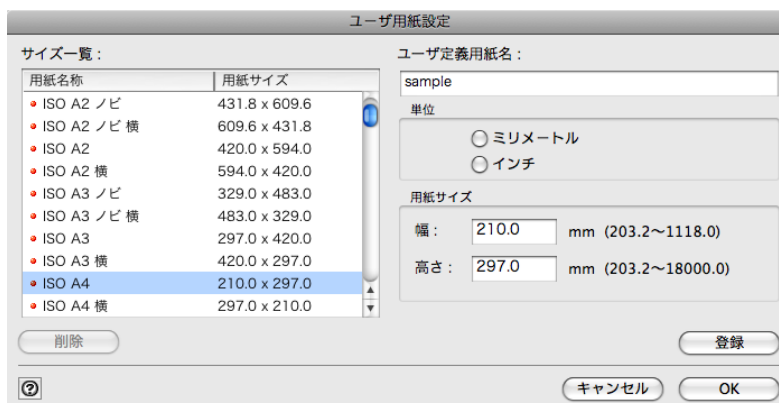 ユーザ用紙設定
サイズ一覧：
用紙名称 用紙サイズ
ISO A2 ノビ 431.8 x 609.6
ISO A2 ノビ 横 609.6 x 431.8
ISO A2 420.0 x 594.0
ISO A2 横 594.0 x 420.0
ISO A3 ノビ 329.0 x 483.0
ISO A3 ノビ 横 483.0 x 329.0
ISO A3 297.0 x 420.0
ISO A3 横 420.0 x 297.0
ISO A4 210.0 x 297.0
ISO A4 横 297.0 x 210.0
削除
ユーザ定義用紙名：
sample
単位
ミリメートル
インチ
用紙サイズ
幅： 210.0 mm (203.2〜1118.0)
高さ： 297.0 mm (203.2〜18000.0)
登録
?
キャンセル OK